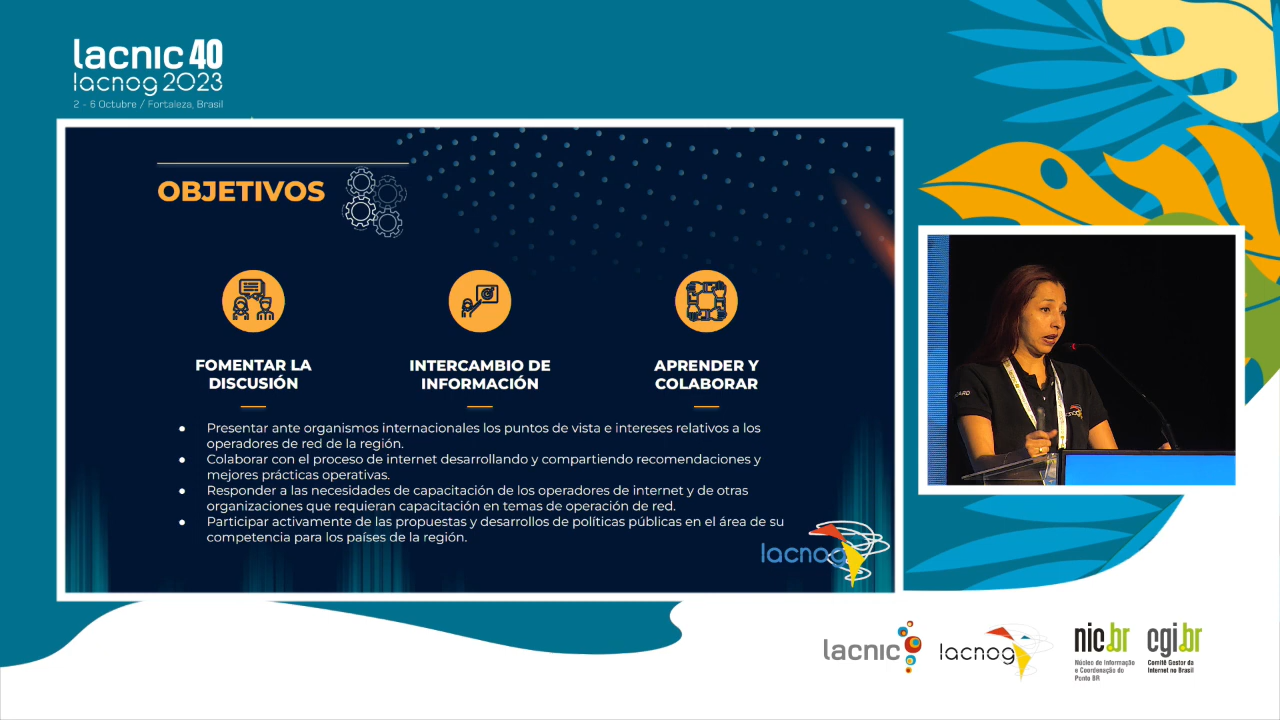 lacnic 40
lacnog 2023
2 - 6 Octubre / Fortaleza, Brasil
OBJETIVOS
FOMENTAR LA
DISCUSIÓN
INTERCAMBIO DE
INFORMACIÓN
APRENDER Y
COLABORAR
● Presentar ante organismos internacionales los puntos de vista e intereses relativos a los
operadores de red de la región.
● Colaborar con el proceso de internet desarrollando y compartiendo recomendaciones y
mejores prácticas operativas.
● Responder a las necesidades de capacitación de los operadores de internet y de otras
organizaciones que requieran capacitación en temas de operación de red.
● Participar activamente de las propuestas y desarrollos de políticas públicas en el área de su
competencia para los países de la región.
lacnog
lacnic
lacnog
nic.br
Núcleo de Informação
e Coordenação do
Ponto BR
cgi.br
Comitê Gestor da
Internet no Brasil